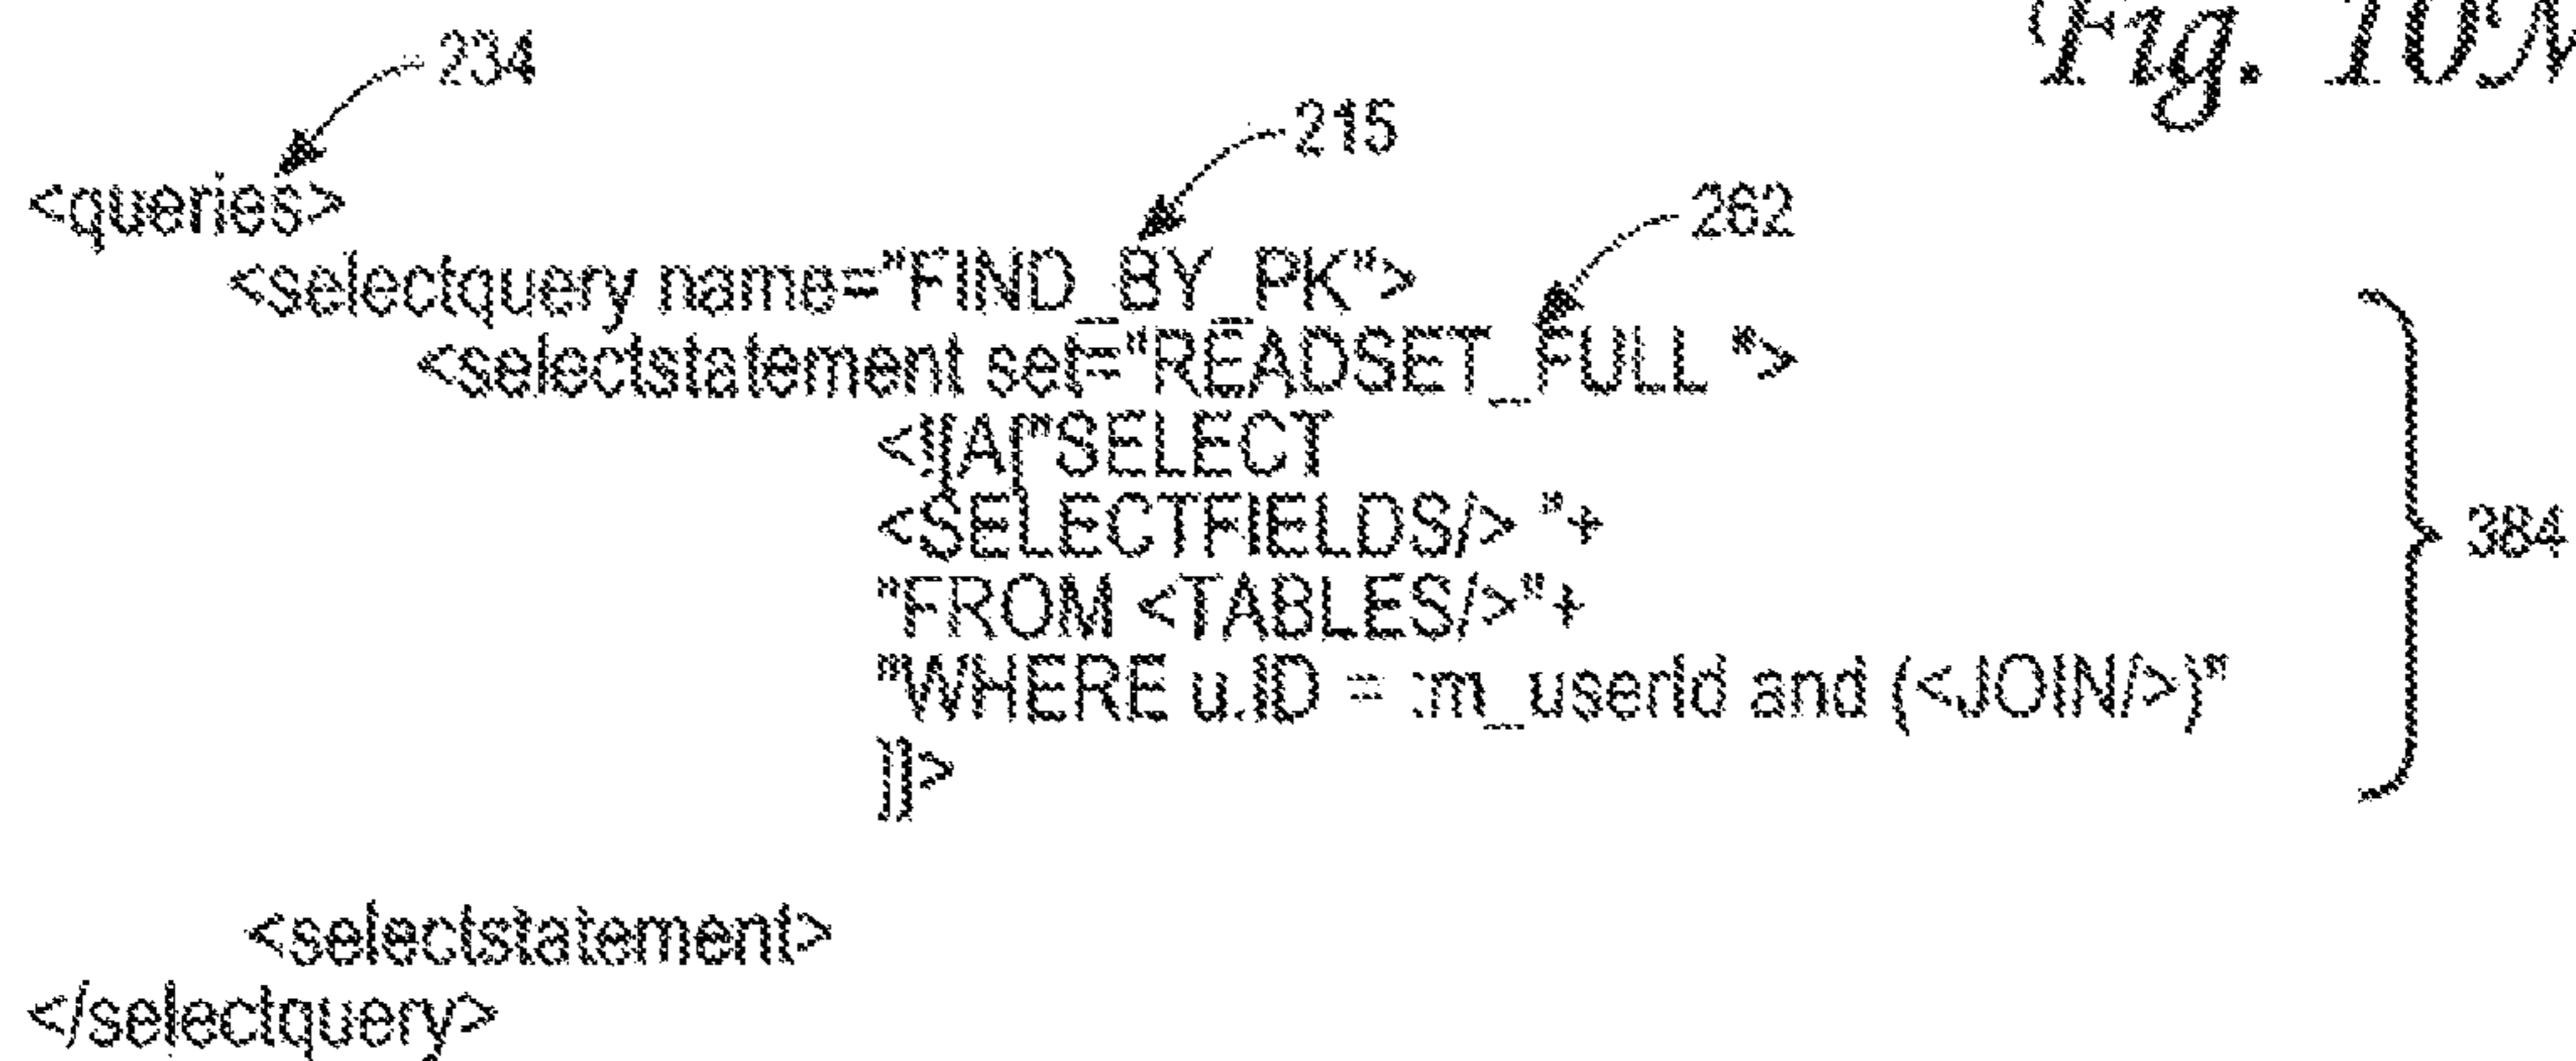 Fig. 10M
234
215
<queries>
262
<selectquery name="FIND_BY_PK">
<selectstatement set="READSET_FULL ">
<![A["SELECT
<SELECTFIELDS/> "+
384
"FROM <TABLES/>"+
"WHERE u.ID = :m_userId and (<JOIN/>)"
]]>
<selectstatement>
</selectquery>